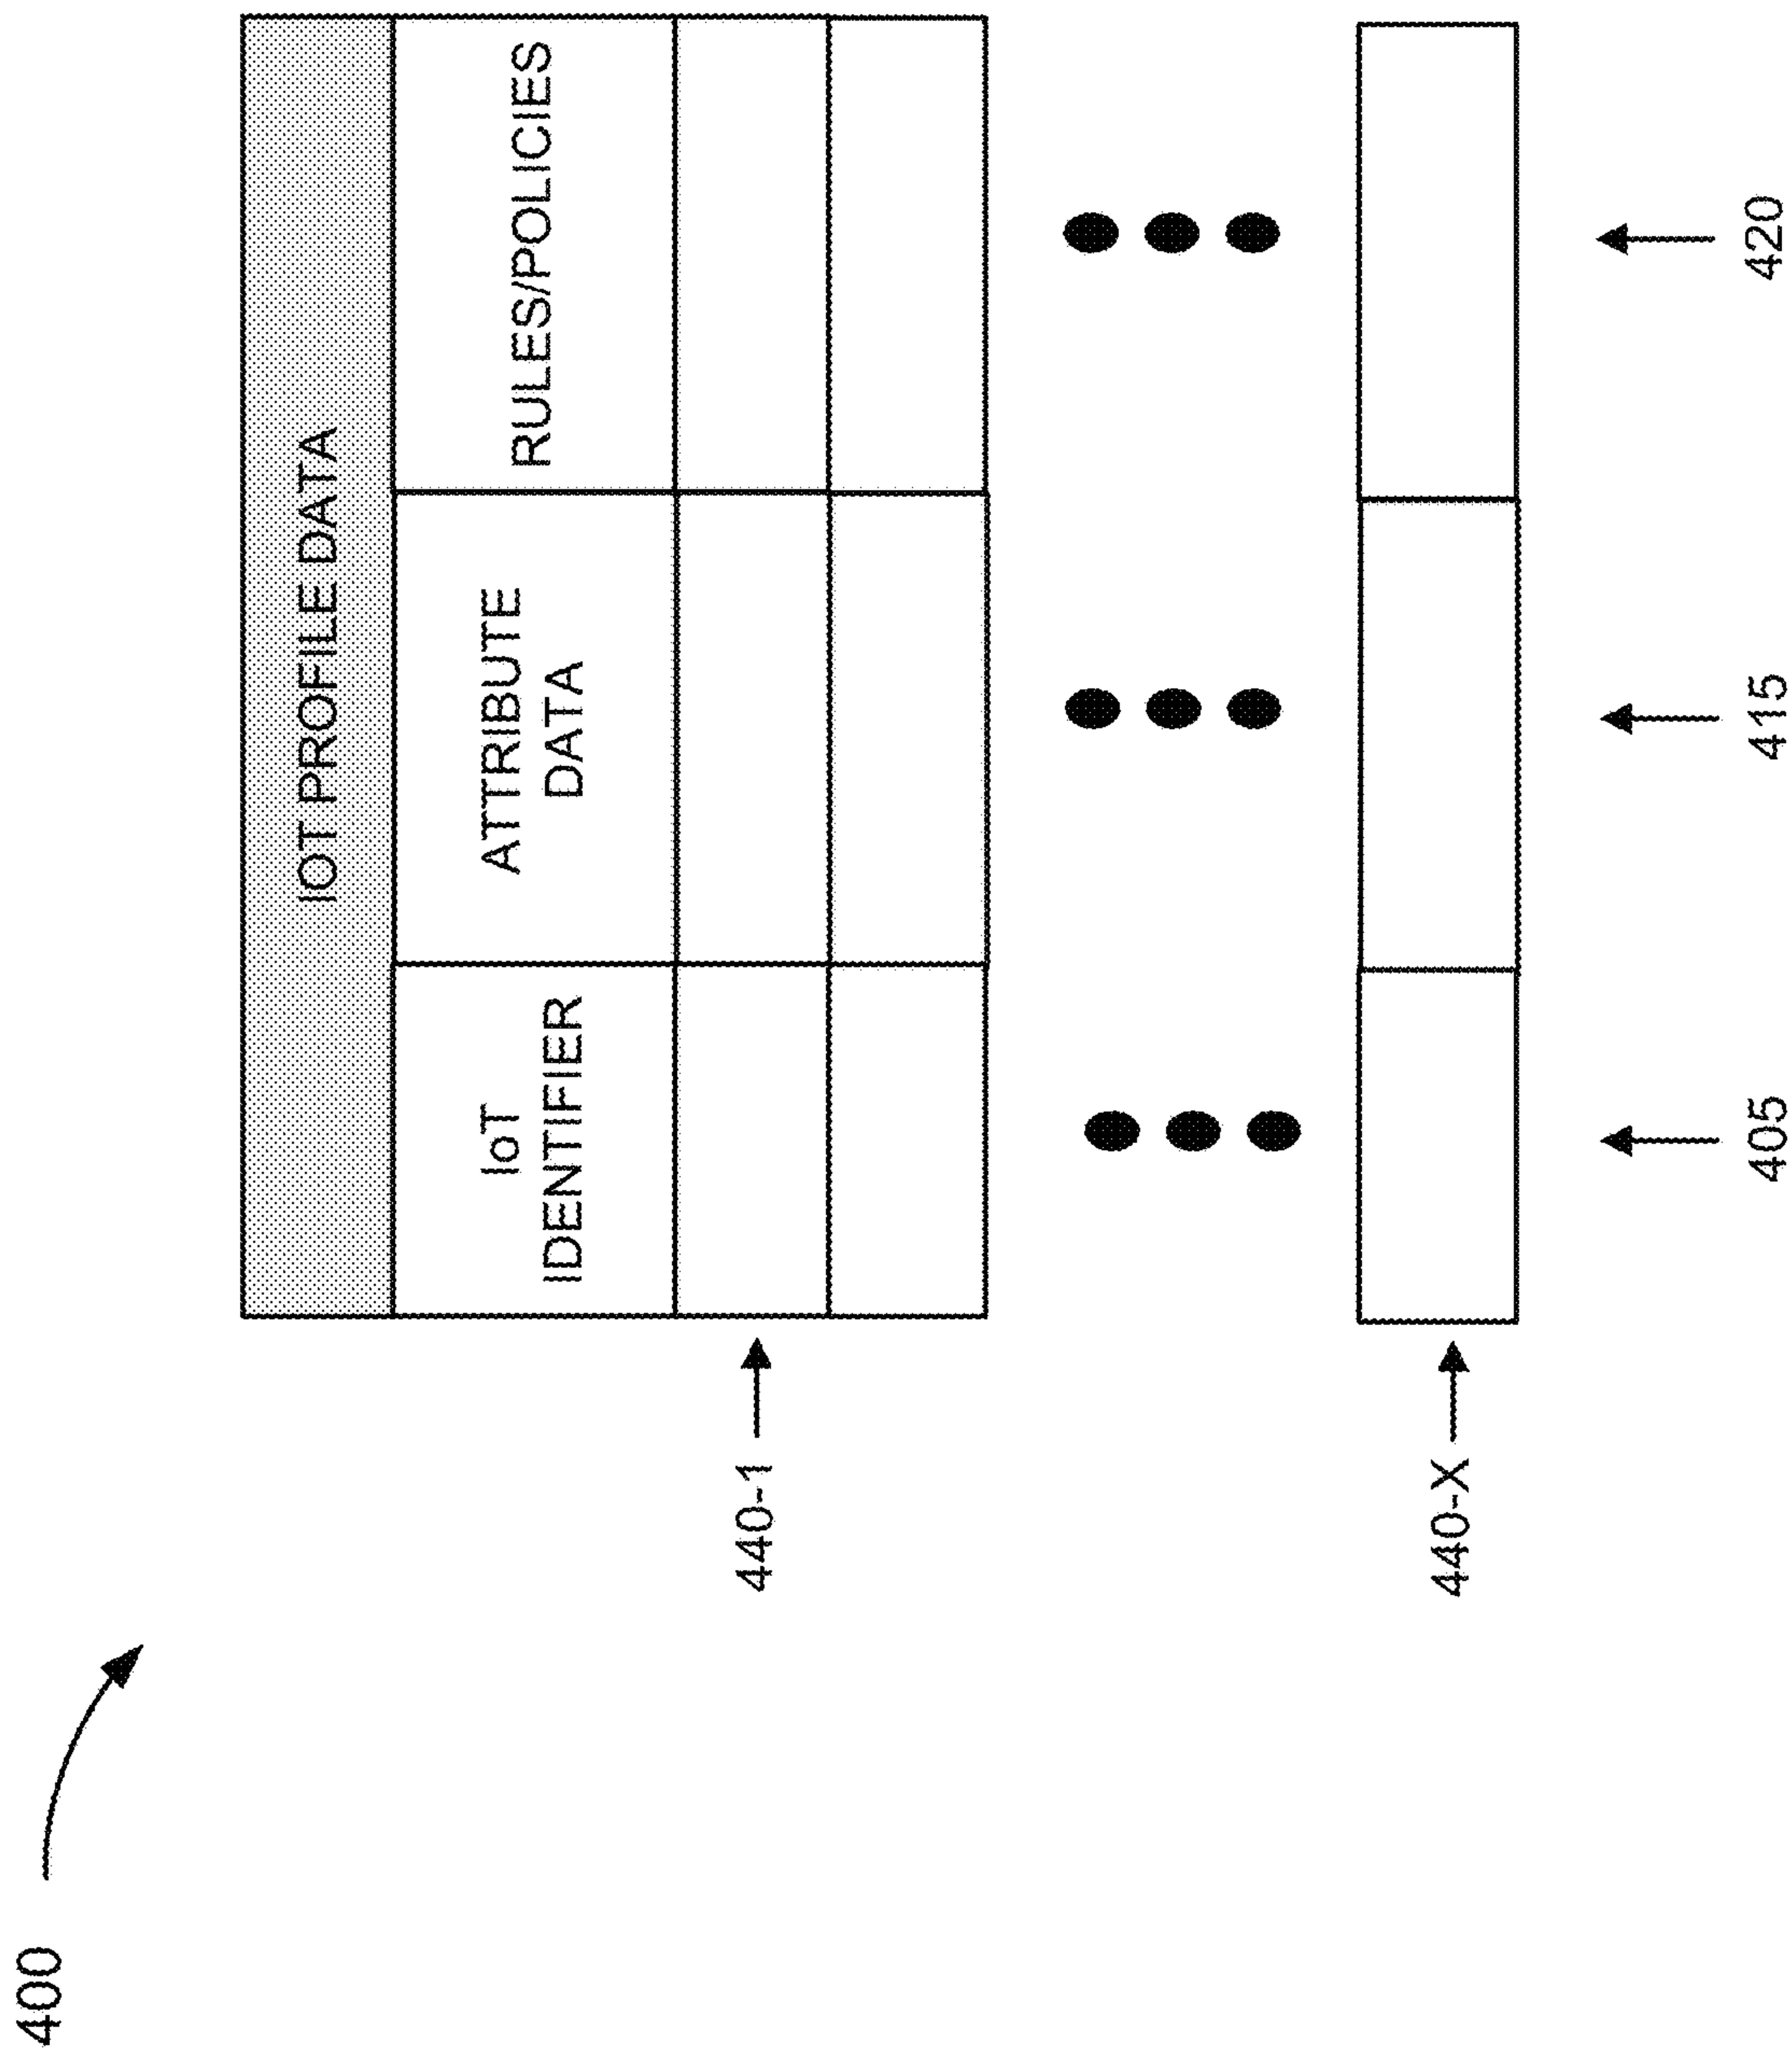 400
IOT PROFILE DATA
IoT
IDENTIFIER
ATTRIBUTE
DATA
RULES/POLICIES
440-1
440-X
405
415
420